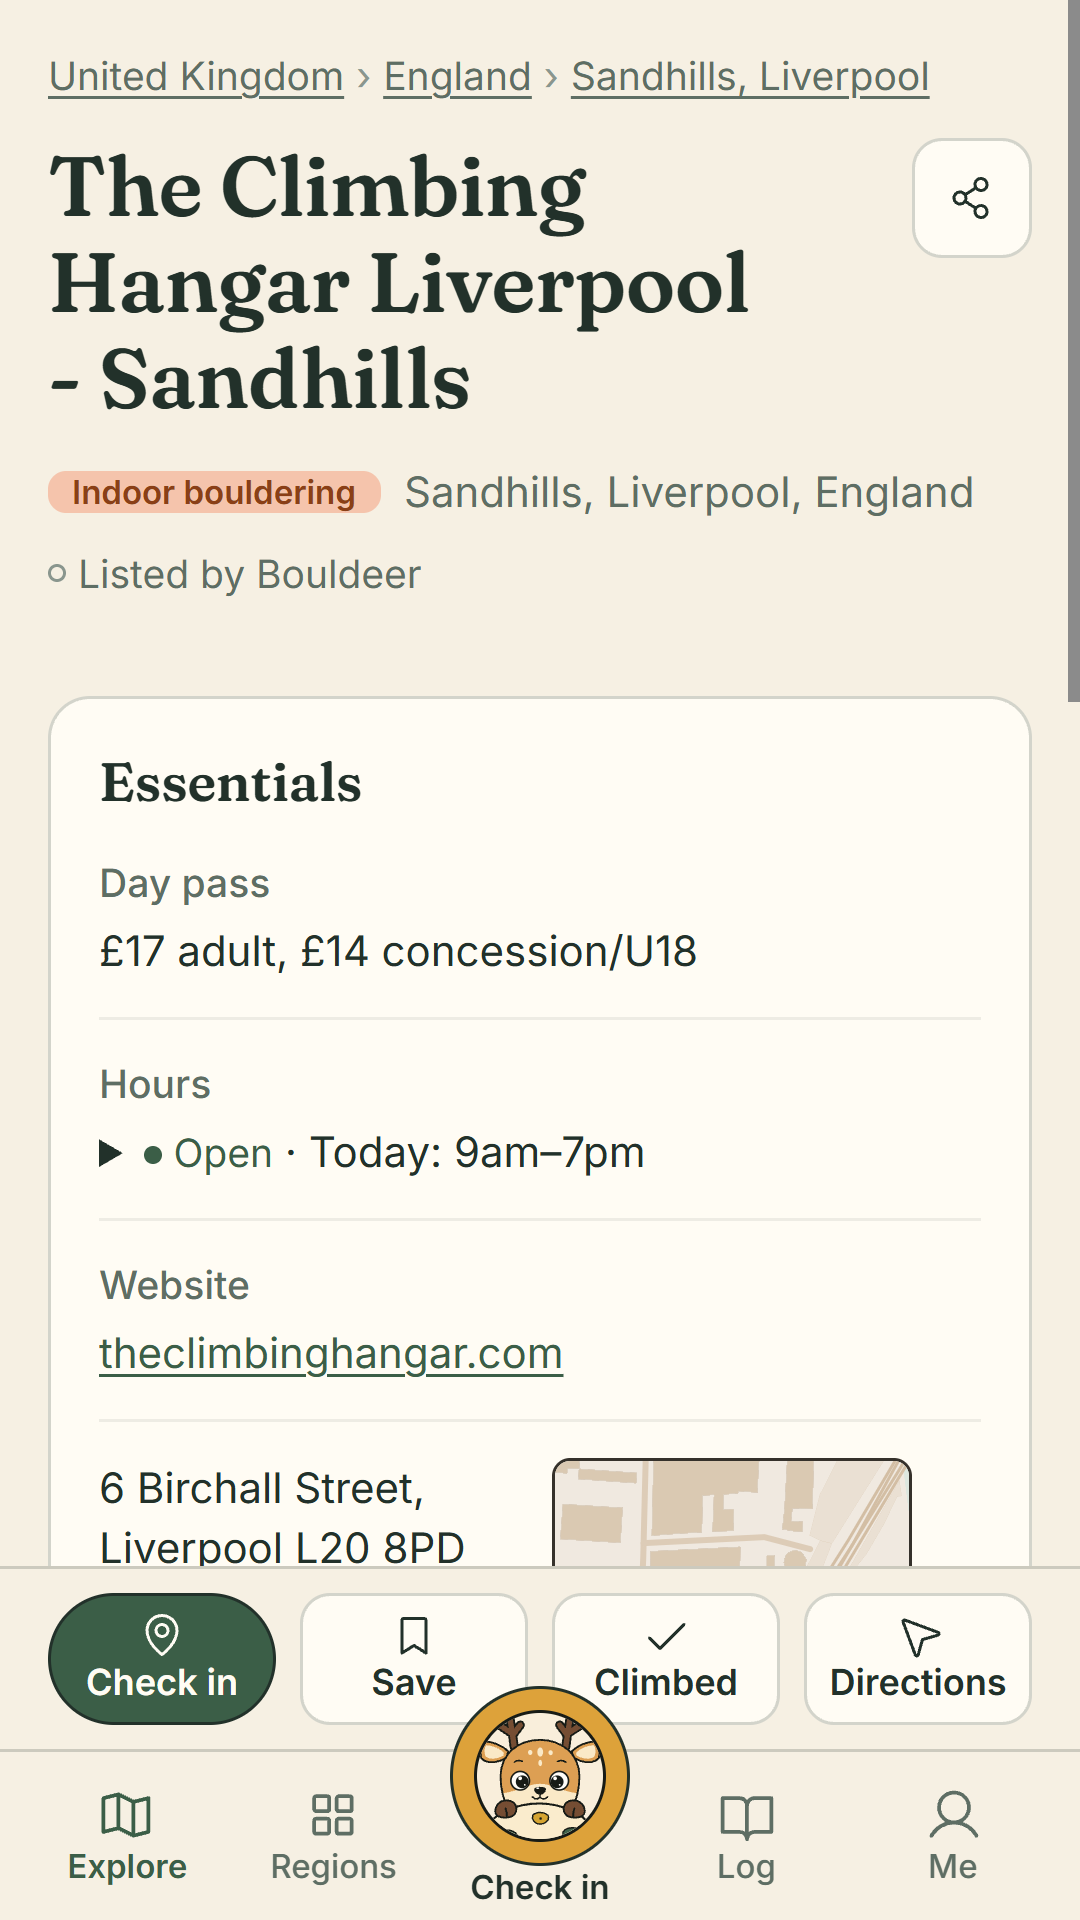 United Kingdom › England › Sandhills, Liverpool
The Climbing
Hangar Liverpool
- Sandhills
Indoor bouldering Sandhills, Liverpool, England
Listed by Bouldeer
Essentials
Day pass
£17 adult, £14 concession/U18
Hours
Open · Today: 9am–7pm
Website
theclimbinghangar.com
6 Birchall Street,
Liverpool L20 8PD
Check in Save Climbed Directions
Explore Regions Check in Log Me